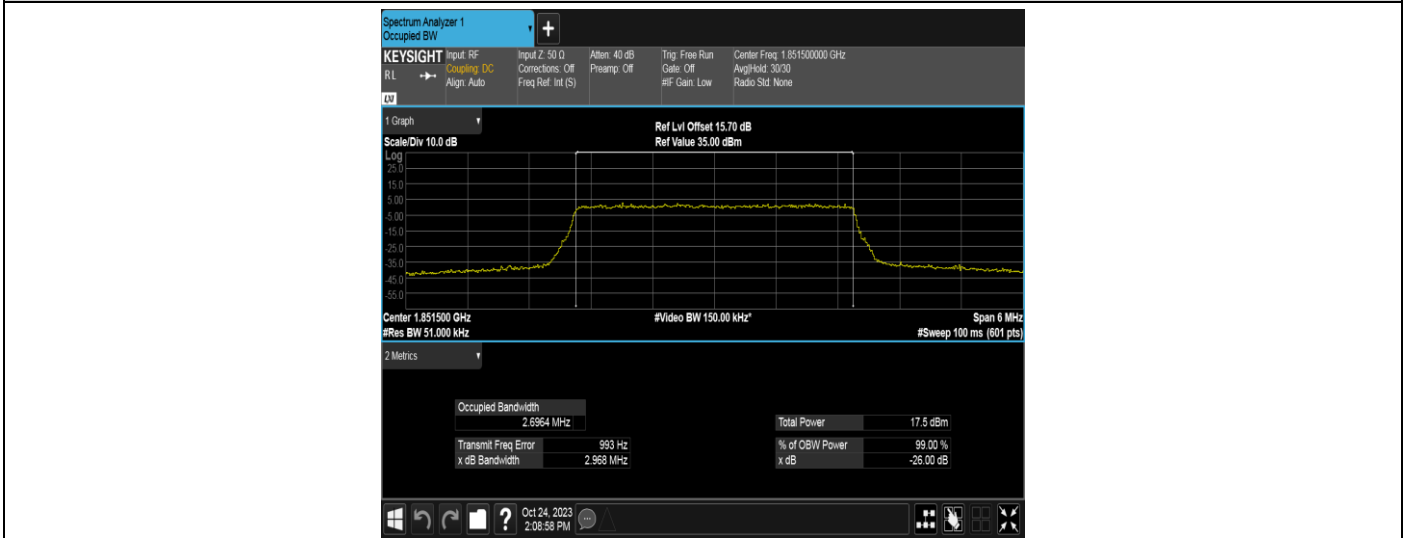 Spectrum Analyzer 1
Occupied BW
+
KEYSIGHT Input: RF Input Z: 50 Ω Atten: 40 dB Trig: Free Run Center Freq: 1.851500000 GHz
RL Coupling: DC Corrections: Off Preamp: Off Gate: Off Avg|Hold: 30/30
Align: Auto Freq Ref: Int (S) #IF Gain: Low Radio Std: None
LXI
1 Graph
Ref Lvl Offset 15.70 dB
Scale/Div 10.0 dB Ref Value 35.00 dBm
Log
25.0
15.0
5.00
-5.00
-15.0
-25.0
-35.0
-45.0
-55.0
Center 1.851500 GHz #Video BW 150.00 kHz* Span 6 MHz
#Res BW 51.000 kHz #Sweep 100 ms (601 pts)
2 Metrics
Occupied Bandwidth
2.6964 MHz Total Power 17.5 dBm
Transmit Freq Error 993 Hz % of OBW Power 99.00 %
x dB Bandwidth 2.968 MHz x dB -26.00 dB
? Oct 24, 2023
2:08:58 PM